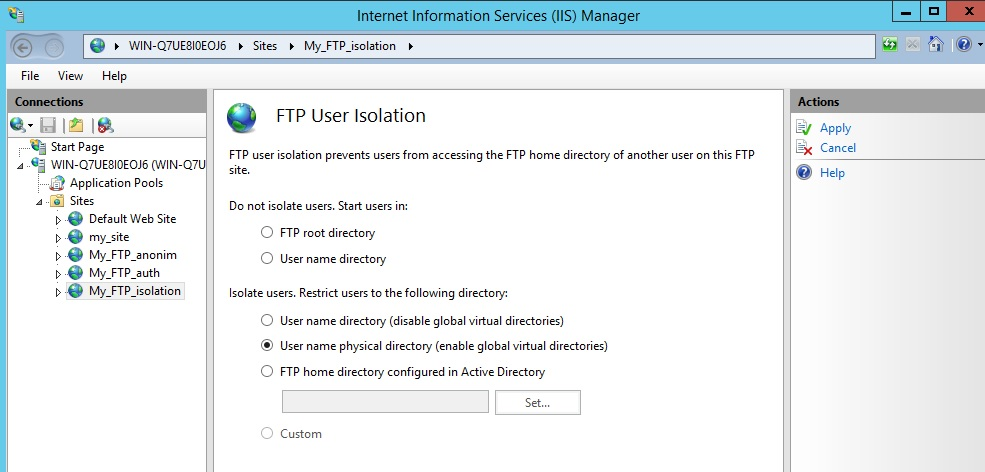 Internet Information Services (IIS) Manager
WIN-Q7UE8I0EOJ6 Sites My_FTP_isolation
File View Help
Connections
Start Page
WIN-Q7UE8I0EOJ6 (WIN-Q7U
Application Pools
Sites
Default Web Site
my_site
My_FTP_anonim
My_FTP_auth
My_FTP_isolation
FTP User Isolation
FTP user isolation prevents users from accessing the FTP home directory of another user on this FTP
site.
Do not isolate users. Start users in:
FTP root directory
User name directory
Isolate users. Restrict users to the following directory:
User name directory (disable global virtual directories)
User name physical directory (enable global virtual directories)
FTP home directory configured in Active Directory
Set...
Custom
Actions
Apply
Cancel
Help